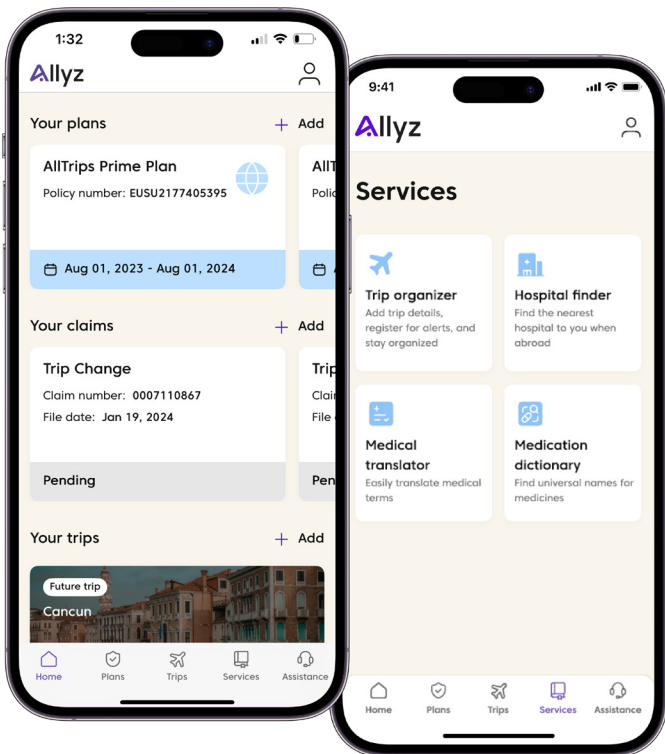 1:32
Allyz
Your plans
+ Add
AllTrips Prime Plan
Policy number: EUSU2177405395
Aug 01, 2023 - Aug 01, 2024
Your claims
+ Add
Trip Change
Claim number: 0007110867
File date: Jan 19, 2024
Pending
Your trips
+ Add
Future trip
Cancun
Home
Plans
Trips
Services
Assistance
9:41
Allyz
Services
Trip organizer
Add trip details,
register for alerts, and
stay organized
Hospital finder
Find the nearest
hospital to you when
abroad
Medical
translator
Easily translate medical
terms
Medication
dictionary
Find universal names for
medicines
Home
Plans
Trips
Services
Assistance